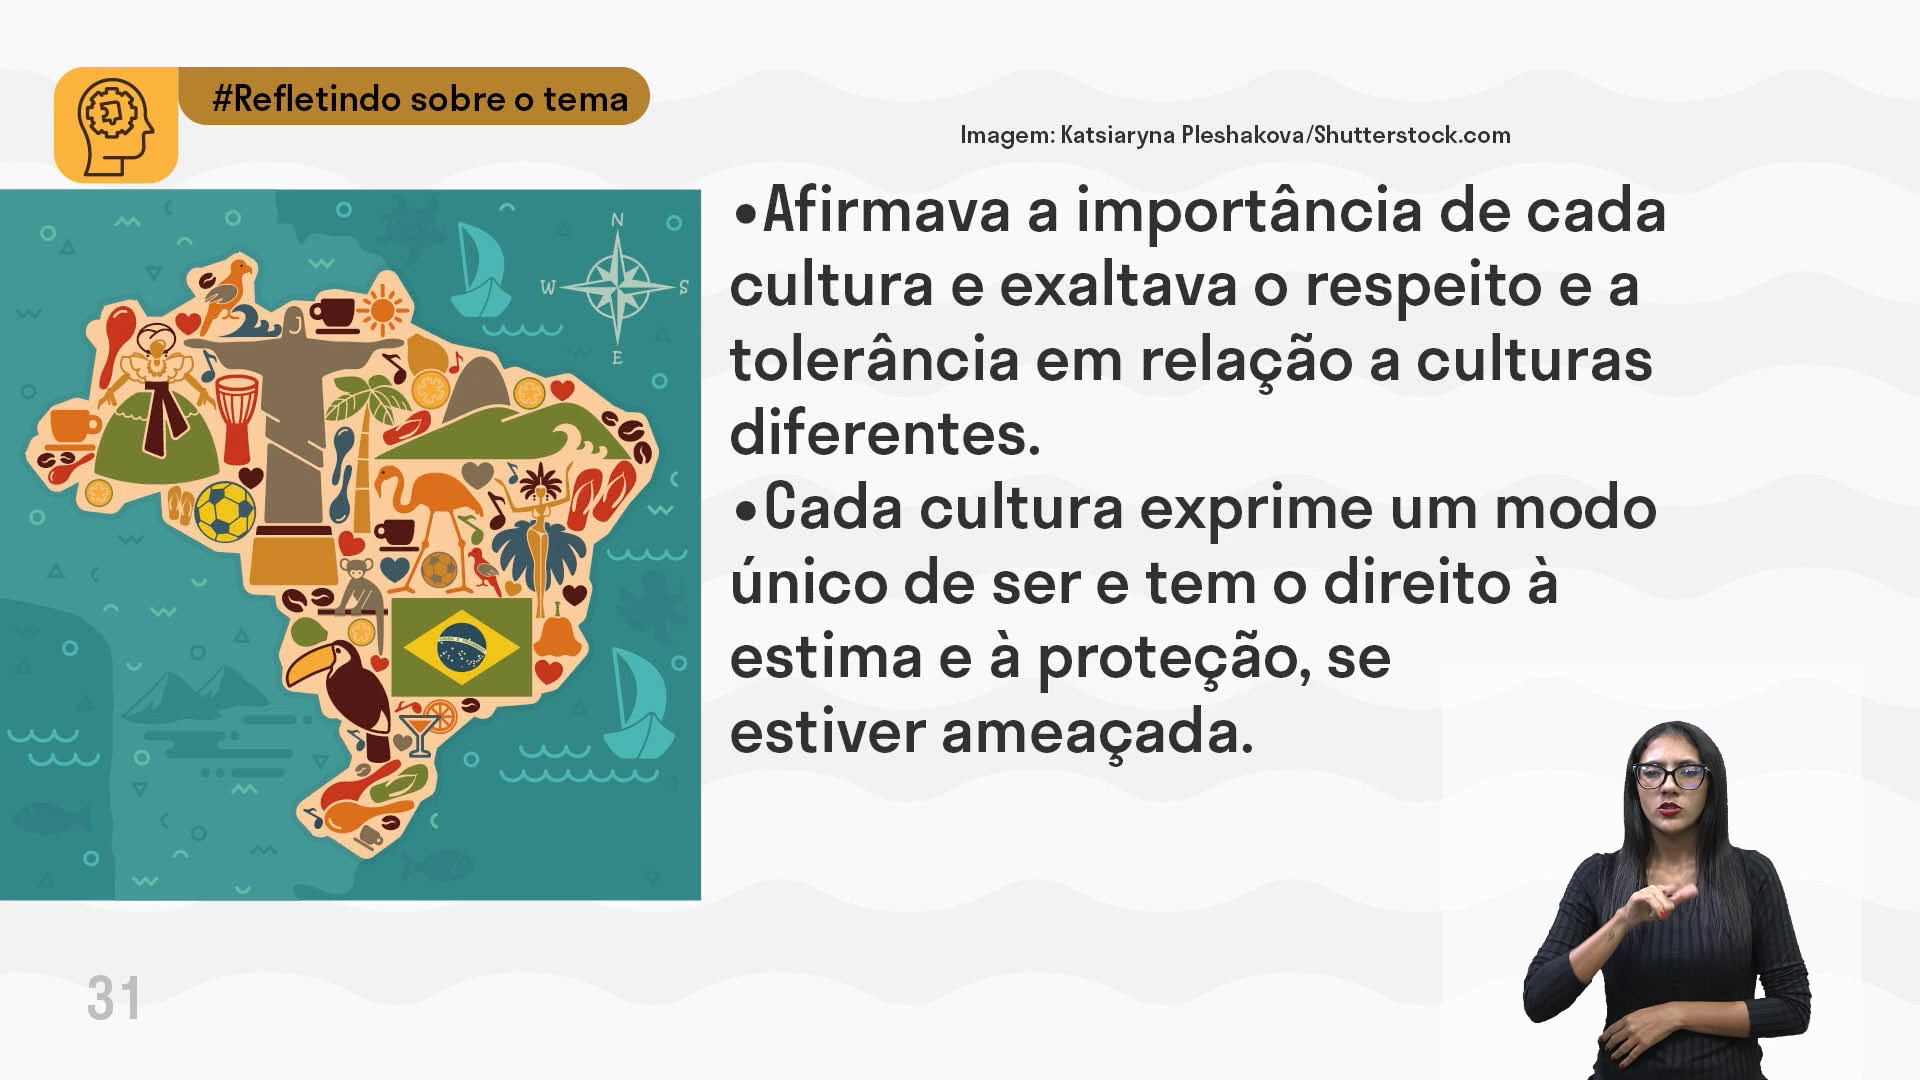 #Refletindo sobre o tema
Imagem: Katsiaryna Pleshakova/Shutterstock.com
•Afirmava a importância de cada
cultura e exaltava o respeito e a
tolerância em relação a culturas
diferentes.
•Cada cultura exprime um modo
único de ser e tem o direito à
estima e à proteção, se
estiver ameaçada.
N
W S
E
31